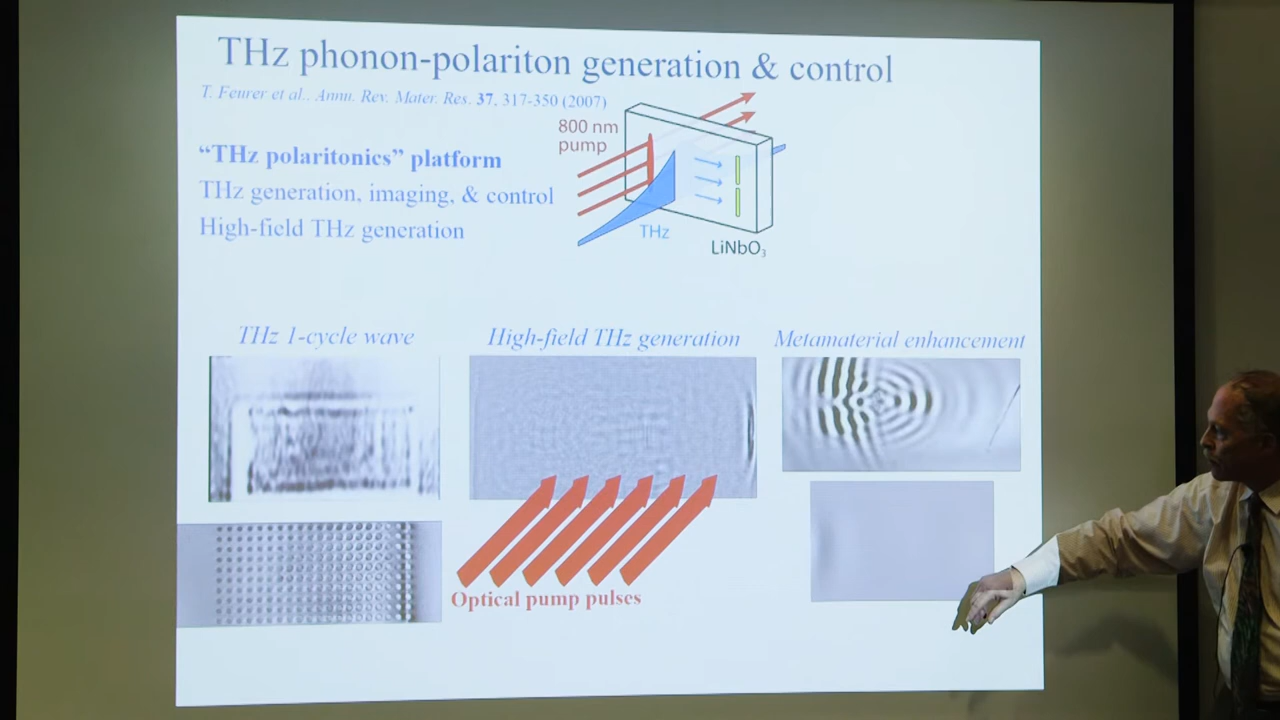 THz phonon-polariton generation & control
T. Feurer et al., Annu. Rev. Mater. Res. 37, 317-350 (2007)
800 nm
pump
“THz polaritonics” platform
THz generation, imaging, & control
High-field THz generation
THz
LiNbO₃
THz 1-cycle wave
High-field THz generation
Metamaterial enhancement
Optical pump pulses